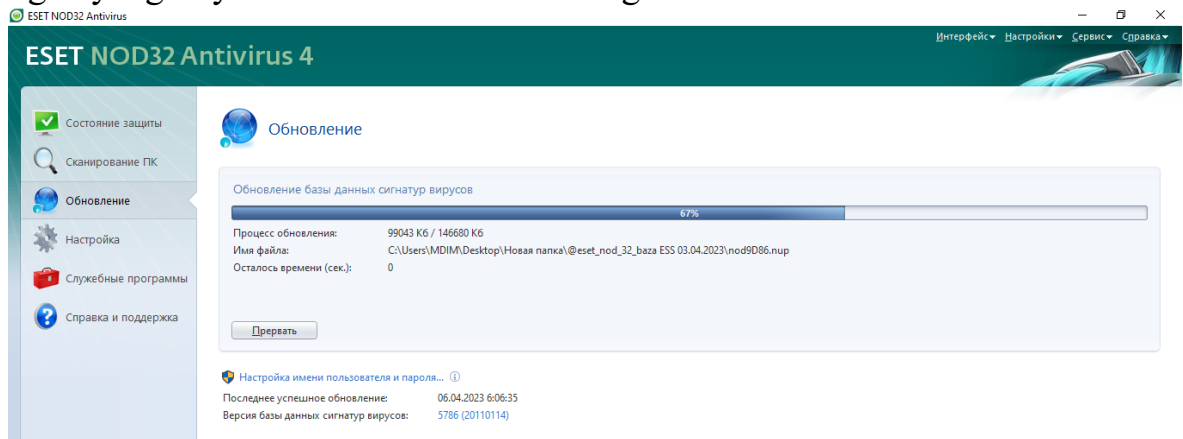 ESET NOD32 Antivirus
Интерфейс Настройки Сервис Справка
ESET NOD32 Antivirus 4
Состояние защиты
Сканирование ПК
Обновление
Настройка
Служебные программы
Справка и поддержка
Обновление
Обновление базы данных сигнатур вирусов
67%
Процесс обновления: 99043 Кб / 146680 Кб
Имя файла: C:\Users\MDIM\Desktop\Новая папка\@eset_nod_32_baza ESS 03.04.2023\nod9D86.nup
Осталось времени (сек.): 0
Прервать
Настройка имени пользователя и пароля...
Последнее успешное обновление: 06.04.2023 6:06:35
Версия базы данных сигнатур вирусов: 5786 (20110114)